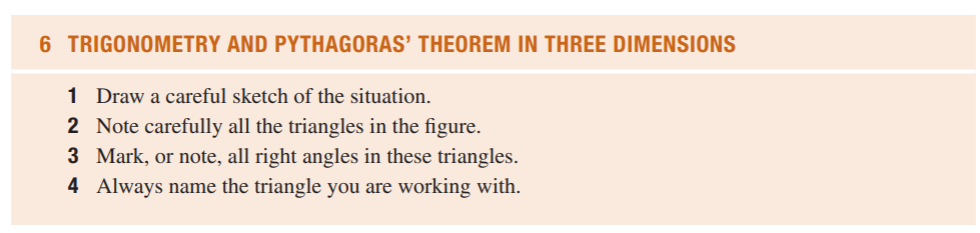 6 TRIGONOMETRY AND PYTHAGORAS’ THEOREM IN THREE DIMENSIONS
1 Draw a careful sketch of the situation.
2 Note carefully all the triangles in the figure.
3 Mark, or note, all right angles in these triangles.
4 Always name the triangle you are working with.